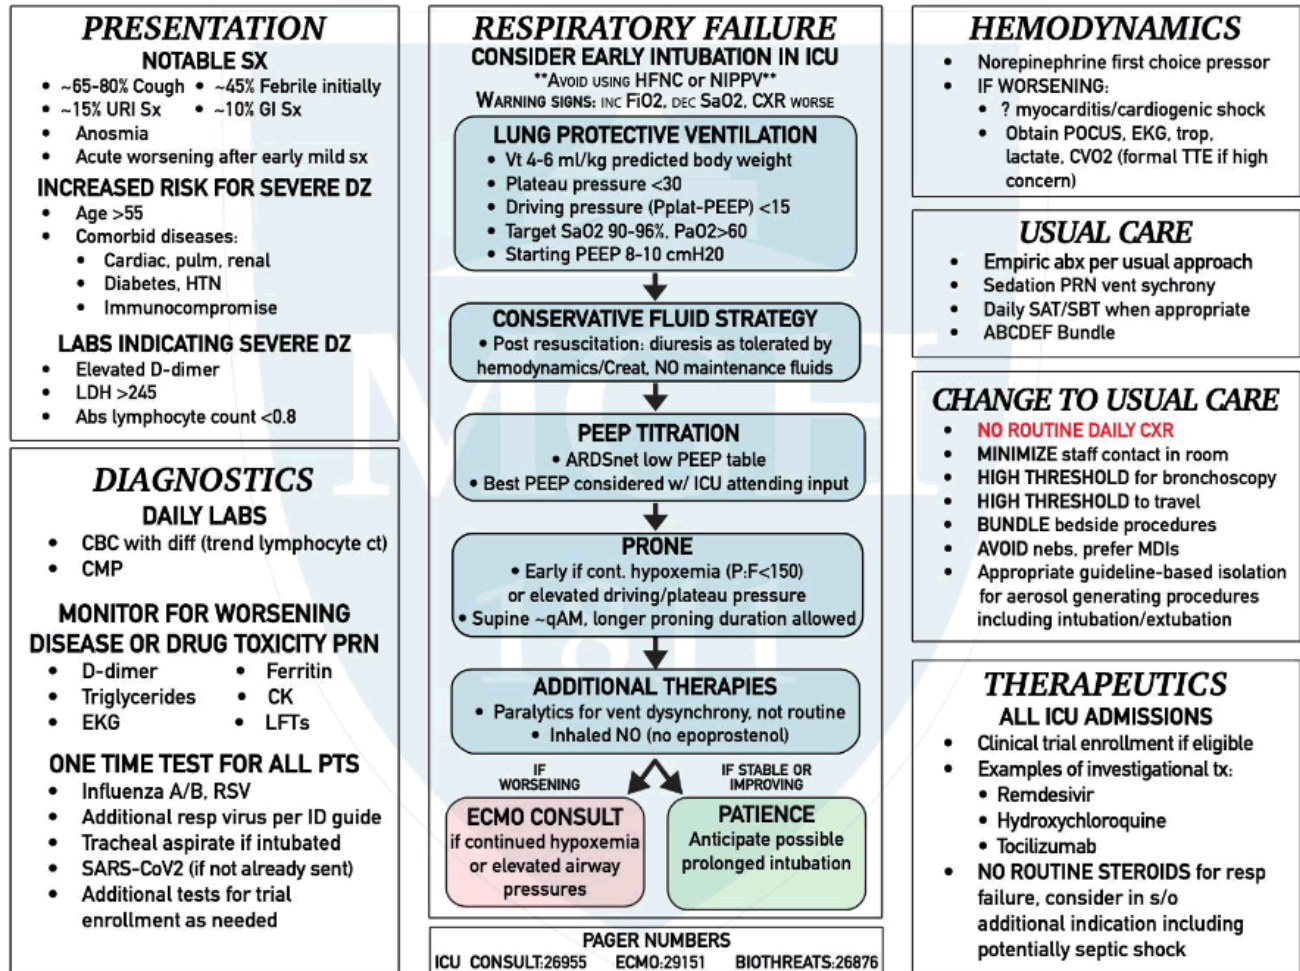 PRESENTATION
NOTABLE SX
• ~65-80% Cough • ~45% Febrile initially
• ~15% URI Sx • ~10% GI Sx
• Anosmia
• Acute worsening after early mild sx
INCREASED RISK FOR SEVERE DZ
• Age >55
• Comorbid diseases:
• Cardiac, pulm, renal
• Diabetes, HTN
• Immunocompromise
LABS INDICATING SEVERE DZ
• Elevated D-dimer
• LDH >245
• Abs lymphocyte count <0.8
DIAGNOSTICS
DAILY LABS
• CBC with diff (trend lymphocyte ct)
• CMP
MONITOR FOR WORSENING
DISEASE OR DRUG TOXICITY PRN
• D-dimer • Ferritin
• Triglycerides • CK
• EKG • LFTs
ONE TIME TEST FOR ALL PTS
• Influenza A/B, RSV
• Additional resp virus per ID guide
• Tracheal aspirate if intubated
• SARS-CoV2 (if not already sent)
• Additional tests for trial
enrollment as needed
RESPIRATORY FAILURE
CONSIDER EARLY INTUBATION IN ICU
**AVOID USING HFNC or NIPPV**
WARNING SIGNS: INC FiO2, DEC SaO2, CXR WORSE
LUNG PROTECTIVE VENTILATION
• Vt 4-6 ml/kg predicted body weight
• Plateau pressure <30
• Driving pressure (Pplat-PEEP) <15
• Target SaO2 90-96%, PaO2>60
• Starting PEEP 8-10 cmH20
CONSERVATIVE FLUID STRATEGY
• Post resuscitation: diuresis as tolerated by
hemodynamics/Creat, NO maintenance fluids
PEEP TITRATION
• ARDSnet low PEEP table
• Best PEEP considered w/ ICU attending input
PRONE
• Early if cont. hypoxemia (P:F<150)
or elevated driving/plateau pressure
• Supine ~qAM, longer proning duration allowed
ADDITIONAL THERAPIES
• Paralytics for vent dysynchrony, not routine
• Inhaled NO (no epoprostenol)
IF
WORSENING
IF STABLE OR
IMPROVING
ECMO CONSULT
if continued hypoxemia
or elevated airway
pressures
PATIENCE
Anticipate possible
prolonged intubation
PAGER NUMBERS
ICU CONSULT:26955 ECMO:29151 BIOTHREATS:26876
HEMODYNAMICS
• Norepinephrine first choice pressor
• IF WORSENING:
• ? myocarditis/cardiogenic shock
• Obtain POCUS, EKG, trop,
lactate, CVO2 (formal TTE if high
concern)
USUAL CARE
• Empiric abx per usual approach
• Sedation PRN vent sychrony
• Daily SAT/SBT when appropriate
• ABCDEF Bundle
CHANGE TO USUAL CARE
• NO ROUTINE DAILY CXR
• MINIMIZE staff contact in room
• HIGH THRESHOLD for bronchoscopy
• HIGH THRESHOLD to travel
• BUNDLE bedside procedures
• AVOID nebs, prefer MDIs
• Appropriate guideline-based isolation
for aerosol generating procedures
including intubation/extubation
THERAPEUTICS
ALL ICU ADMISSIONS
• Clinical trial enrollment if eligible
• Examples of investigational tx:
• Remdesivir
• Hydroxychloroquine
• Tocilizumab
• NO ROUTINE STEROIDS for resp
failure, consider in s/o
additional indication including
potentially septic shock
MGH
1811